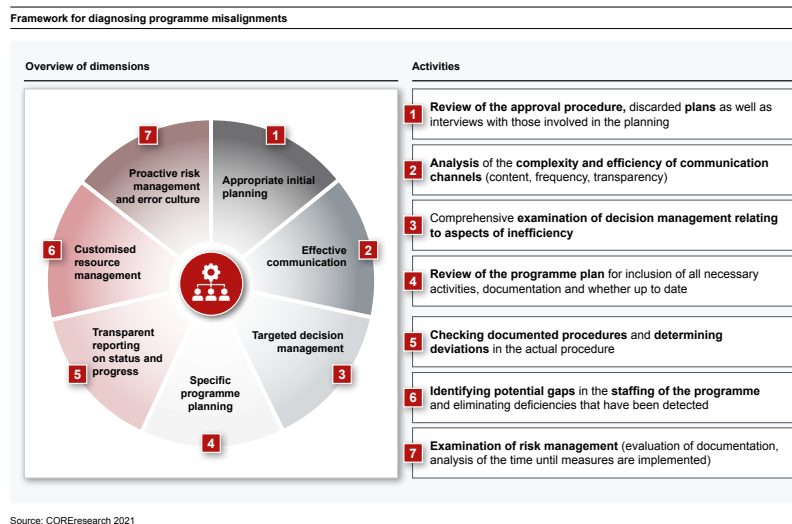 Framework for diagnosing programme misalignments
Overview of dimensions
1
Appropriate initial
planning
2
Effective
communication
3
Targeted decision
management
4
Specific
programme
planning
5
Transparent
reporting
on status and
progress
6
Customised
resource
management
7
Proactive risk
management
and error culture
Activities
1
Review of the approval procedure, discarded plans as well as
interviews with those involved in the planning
2
Analysis of the complexity and efficiency of communication
channels (content, frequency, transparency)
3
Comprehensive examination of decision management relating
to aspects of inefficiency
4
Review of the programme plan for inclusion of all necessary
activities, documentation and whether up to date
5
Checking documented procedures and determining
deviations in the actual procedure
6
Identifying potential gaps in the staffing of the programme
and eliminating deficiencies that have been detected
7
Examination of risk management (evaluation of documentation,
analysis of the time until measures are implemented)
Source: COREresearch 2021